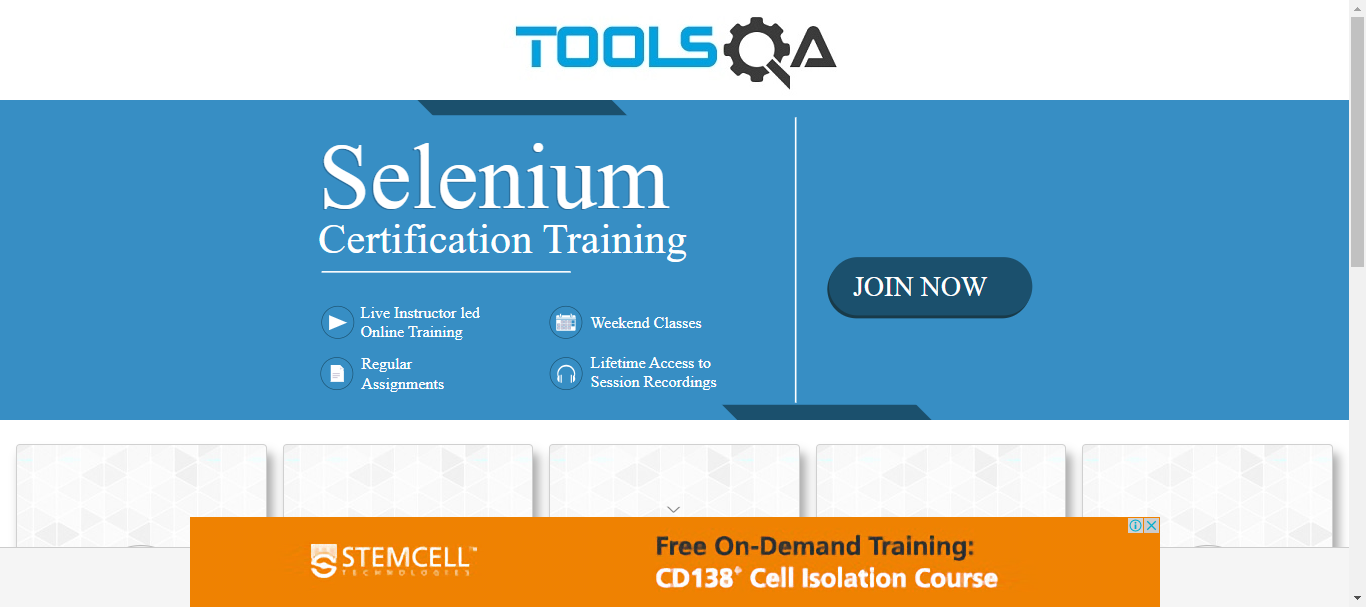 TOOLSQA
Selenium
Certification Training
Live Instructor led
Online Training
Weekend Classes
Regular
Assignments
Lifetime Access to
Session Recordings
JOIN NOW
STEMCELL™
TECHNOLOGIES
Free On-Demand Training:
CD138⁺ Cell Isolation Course